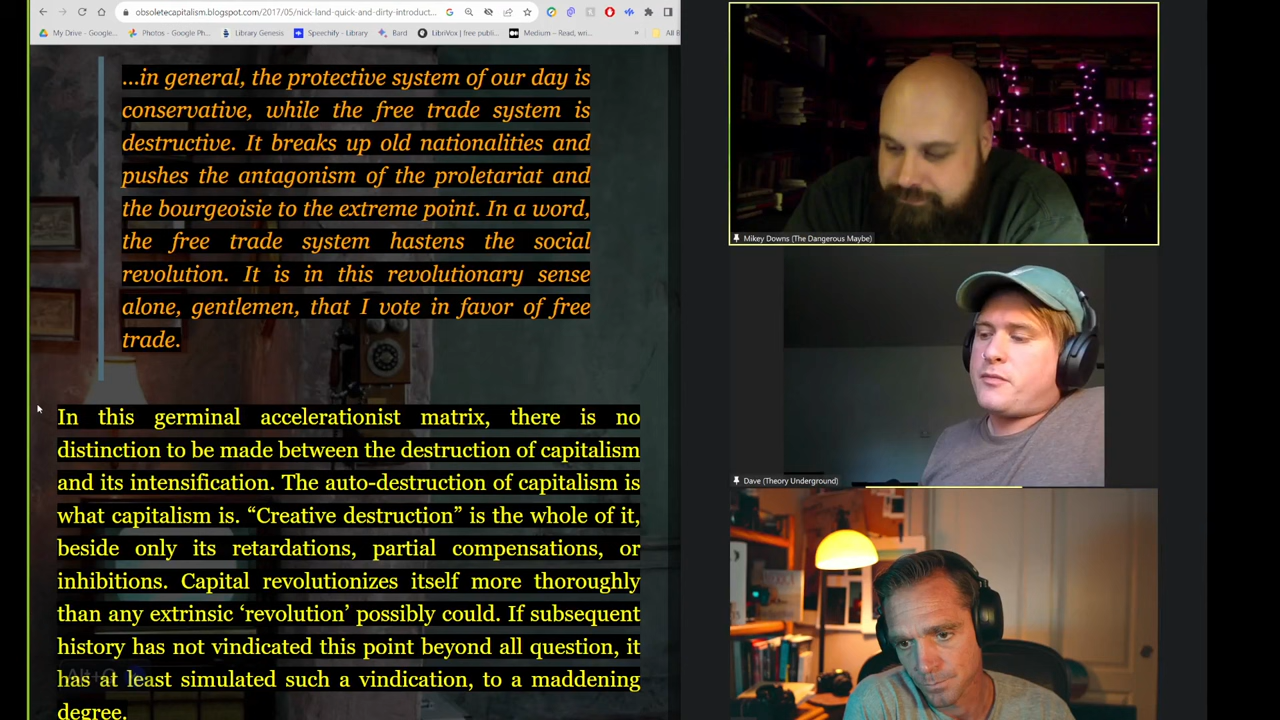 obsoletecapitalism.blogspot.com/2017/05/nick-land-quick-and-dirty-introduct...
My Drive - Google...
Photos - Google Ph...
Library Genesis
Speechify - Library
Bard
LibriVox | free publi...
Medium – Read, wri...
»
All B
...in general, the protective system of our day is
conservative, while the free trade system is
destructive. It breaks up old nationalities and
pushes the antagonism of the proletariat and
the bourgeoisie to the extreme point. In a word,
the free trade system hastens the social
revolution. It is in this revolutionary sense
alone, gentlemen, that I vote in favor of free
trade.
In this germinal accelerationist matrix, there is no
distinction to be made between the destruction of capitalism
and its intensification. The auto-destruction of capitalism is
what capitalism is. “Creative destruction” is the whole of it,
beside only its retardations, partial compensations, or
inhibitions. Capital revolutionizes itself more thoroughly
than any extrinsic ‘revolution’ possibly could. If subsequent
history has not vindicated this point beyond all question, it
has at least simulated such a vindication, to a maddening
degree.
Mikey Downs (The Dangerous Maybe)
Dave (Theory Underground)